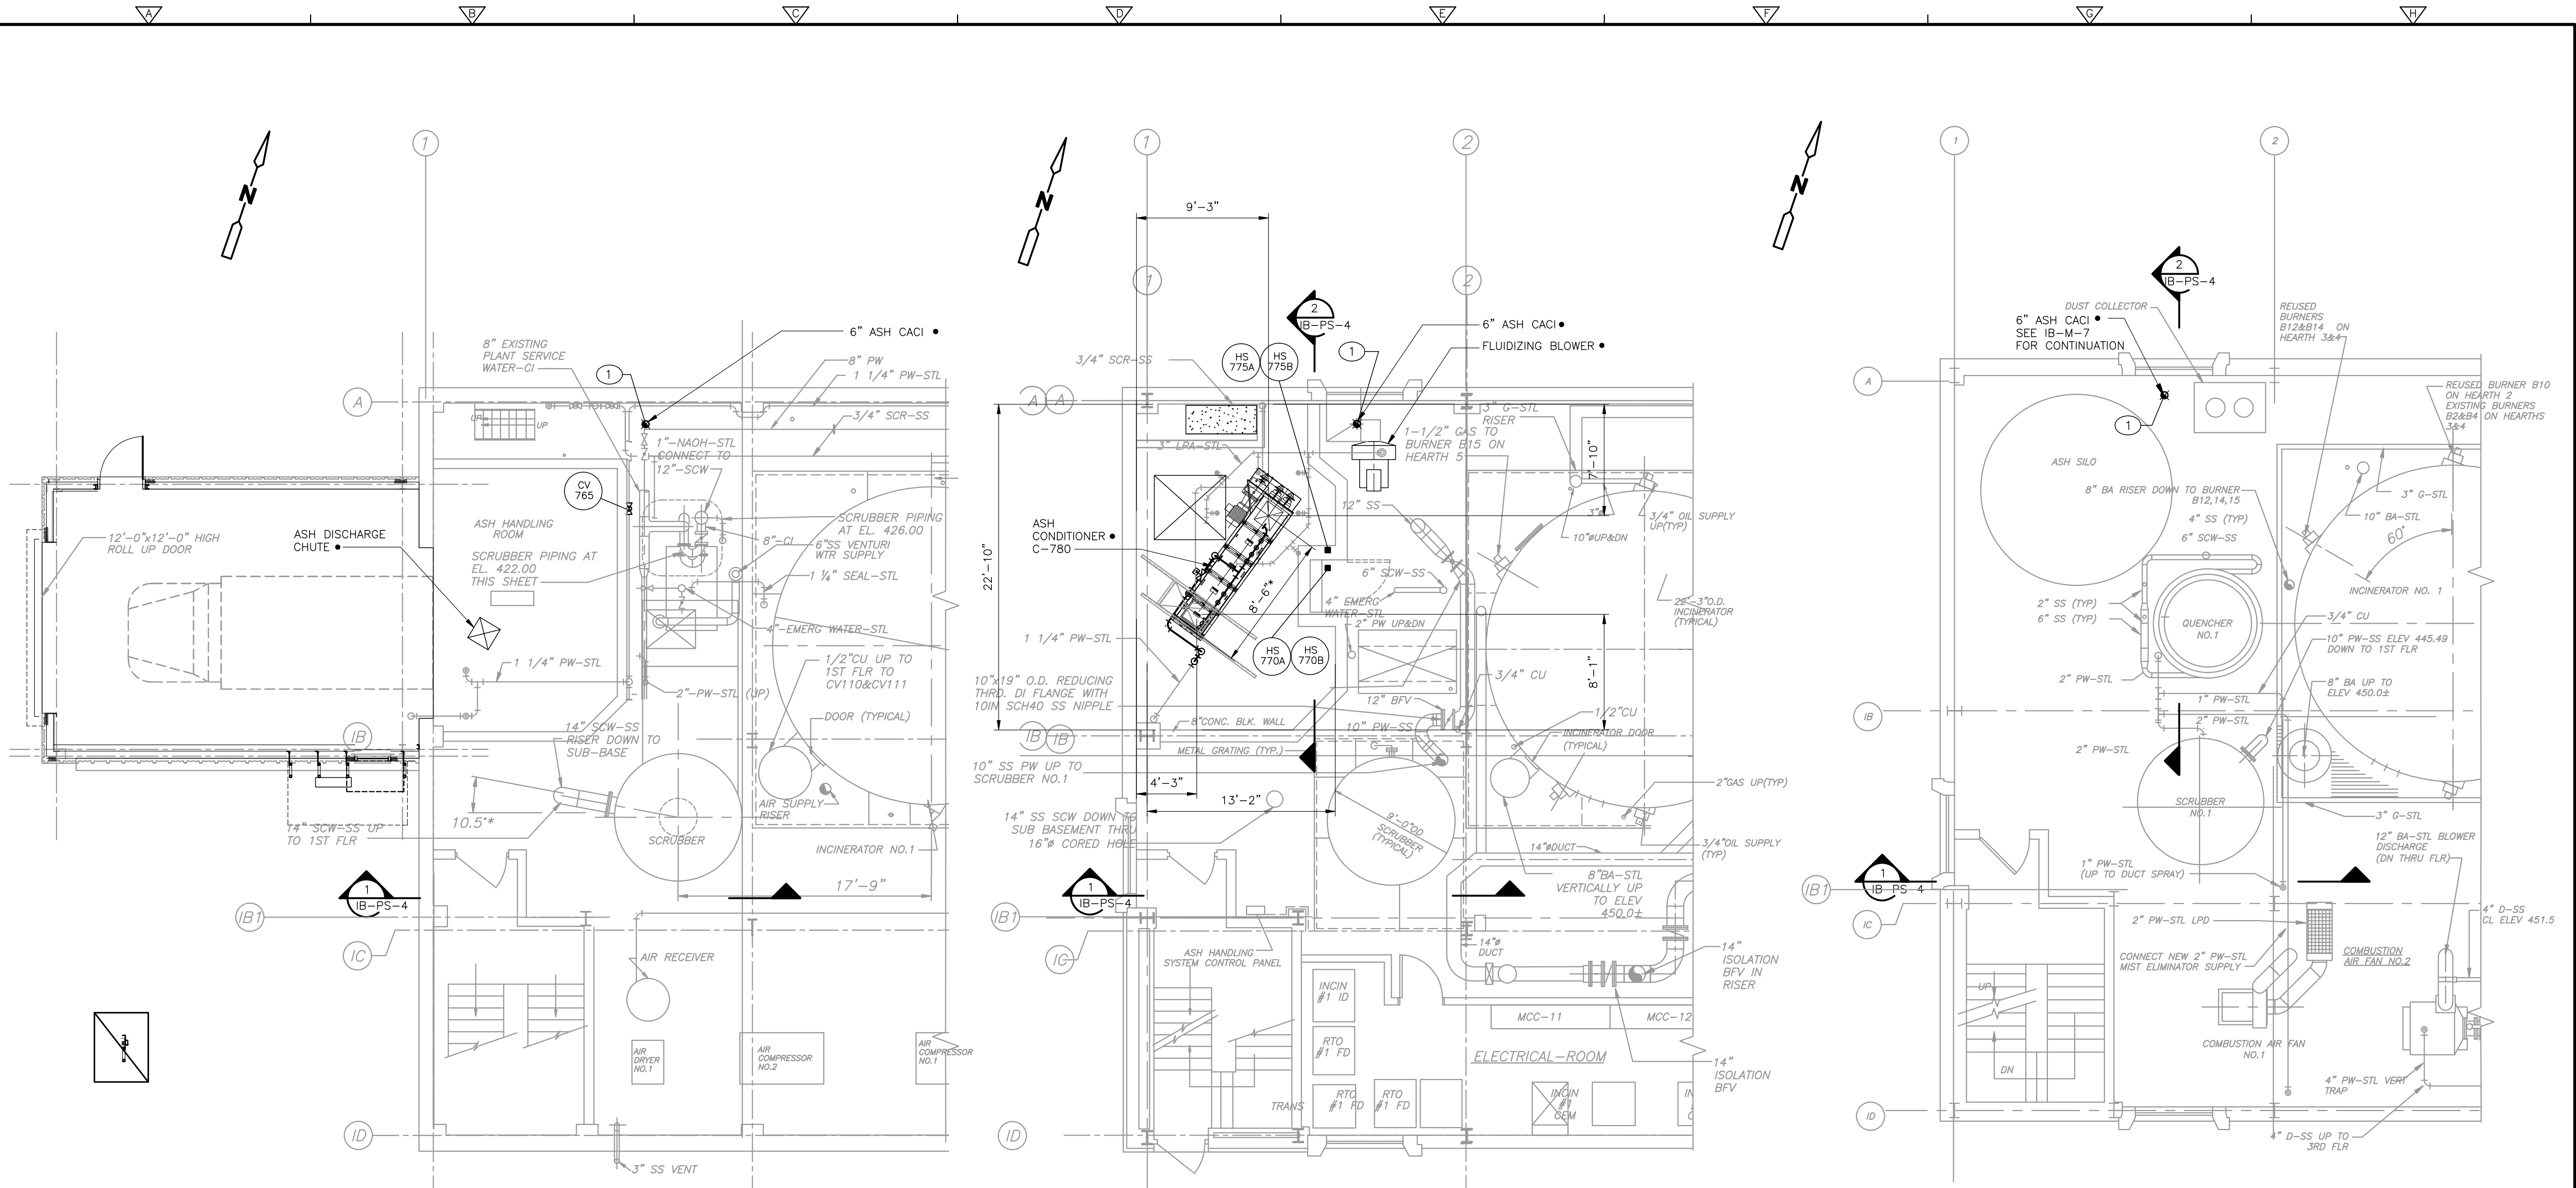 A
B
C
D
E
F
G
H
1
N
8" EXISTING
PLANT SERVICE
WATER-CI
6" ASH CACI
8" PW
1 1/4" PW-STL
3/4" SCR-SS
1
A
UP
UP
1"-NAOH-STL
CONNECT TO
12"-SCW
CV
765
ASH HANDLING
ROOM
SCRUBBER PIPING
AT EL. 426.00
8"-CI
6"SS VENTURI
WTR SUPPLY
1 ¼" SEAL-STL
12'-0"x12'-0" HIGH
ROLL UP DOOR
ASH DISCHARGE
CHUTE
SCRUBBER PIPING AT
EL. 422.00
THIS SHEET
4"-EMERG WATER-STL
1 1/4" PW-STL
1/2"CU UP TO
1ST FLR TO
CV110&CV111
2"-PW-STL (UP)
DOOR (TYPICAL)
IB
14" SCW-SS
RISER DOWN TO
SUB-BASE
10.5°*
14" SCW-SS UP
TO 1ST FLR
AIR SUPPLY
RISER
SCRUBBER
INCINERATOR NO.1
17'-9"
1
IB-PS-4
IB1
IC
AIR RECEIVER
AIR
DRYER
NO.1
AIR
COMPRESSOR
NO.2
AIR
COMPRESSOR
NO.1
ID
3" SS VENT
N
1
2
1
2
9'-3"
2
IB-PS-4
6" ASH CACI
FLUIDIZING BLOWER
3/4" SCR-SS
HS
775A
HS
775B
1
A
A
3" G-STL
RISER
1-1/2" GAS TO
BURNER B15 ON
HEARTH 5
3" LPA-STL
7'-10"
12" SS
3"ø
3/4" OIL SUPPLY
UP(TYP)
10"øUP&DN
ASH
CONDITIONER
C-780
22'-10"
8'-6"*
6" SCW-SS
4" EMERG
WATER-STL
22'-3"O.D.
INCINERATOR
(TYPICAL)
2" PW UP&DN
1 1/4" PW-STL
HS
770A
HS
770B
8'-1"
10"x19" O.D. REDUCING
THRD. DI FLANGE WITH
10IN SCH40 SS NIPPLE
3/4" CU
12" BFV
8"CONC. BLK. WALL
10" PW-SS
1/2"CU
INCINERATOR DOOR
(TYPICAL)
IB
IB
METAL GRATING (TYP.)
10" SS PW UP TO
SCRUBBER NO.1
4'-3"
13'-2"
2"GAS UP(TYP)
14" SS SCW DOWN TO
SUB BASEMENT THRU
16"ø CORED HOLE
9'-0"OD
SCRUBBER
(TYPICAL)
14"øDUCT
3/4"OIL SUPPLY
(TYP)
8"BA-STL
VERTICALLY UP
TO ELEV
450.0±
1
IB-PS-4
IB1
IC
ASH HANDLING
SYSTEM CONTROL PANEL
14"ø
DUCT
14"
ISOLATION
BFV IN
RISER
INCIN
#1 ID
MCC-11
MCC-12
RTO
#1 FD
ELECTRICAL-ROOM
14"
ISOLATION
BFV
TRANS
RTO
#1 FD
RTO
#1 FD
INCIN
#1
CEM
ID
N
1
2
2
IB-PS-4
DUST COLLECTOR
REUSED
BURNERS
B12&B14 ON
HEARTH 3&4
6" ASH CACI
SEE IB-M-7
FOR CONTINUATION
A
REUSED BURNER B10
ON HEARTH 2
EXISTING BURNERS
B2&B4 ON HEARTHS
3&4
1
ASH SILO
8" BA RISER DOWN TO BURNER
B12,14,15
3" G-STL
4" SS (TYP)
10" BA-STL
6" SCW-SS
60°
INCINERATOR NO. 1
2" SS (TYP)
6" SS (TYP)
QUENCHER
NO.1
3/4" CU
10" PW-SS ELEV 445.49
DOWN TO 1ST FLR
2" PW-STL
8" BA UP TO
ELEV 450.0±
1" PW-STL
2" PW-STL
IB
2" PW-STL
SCRUBBER
NO.1
3" G-STL
12" BA-STL BLOWER
DISCHARGE
(DN THRU FLR)
1" PW-STL
(UP TO DUCT SPRAY)
1
IB-PS-4
IB1
IC
2" PW-STL LPD
4" D-SS
CL ELEV 451.5
CONNECT NEW 2" PW-STL
MIST ELIMINATOR SUPPLY
COMBUSTION
AIR FAN NO.2
UP
DN
COMBUSTION AIR FAN
NO.1
4" PW-STL VERT
TRAP
ID
4" D-SS UP TO
3RD FLR